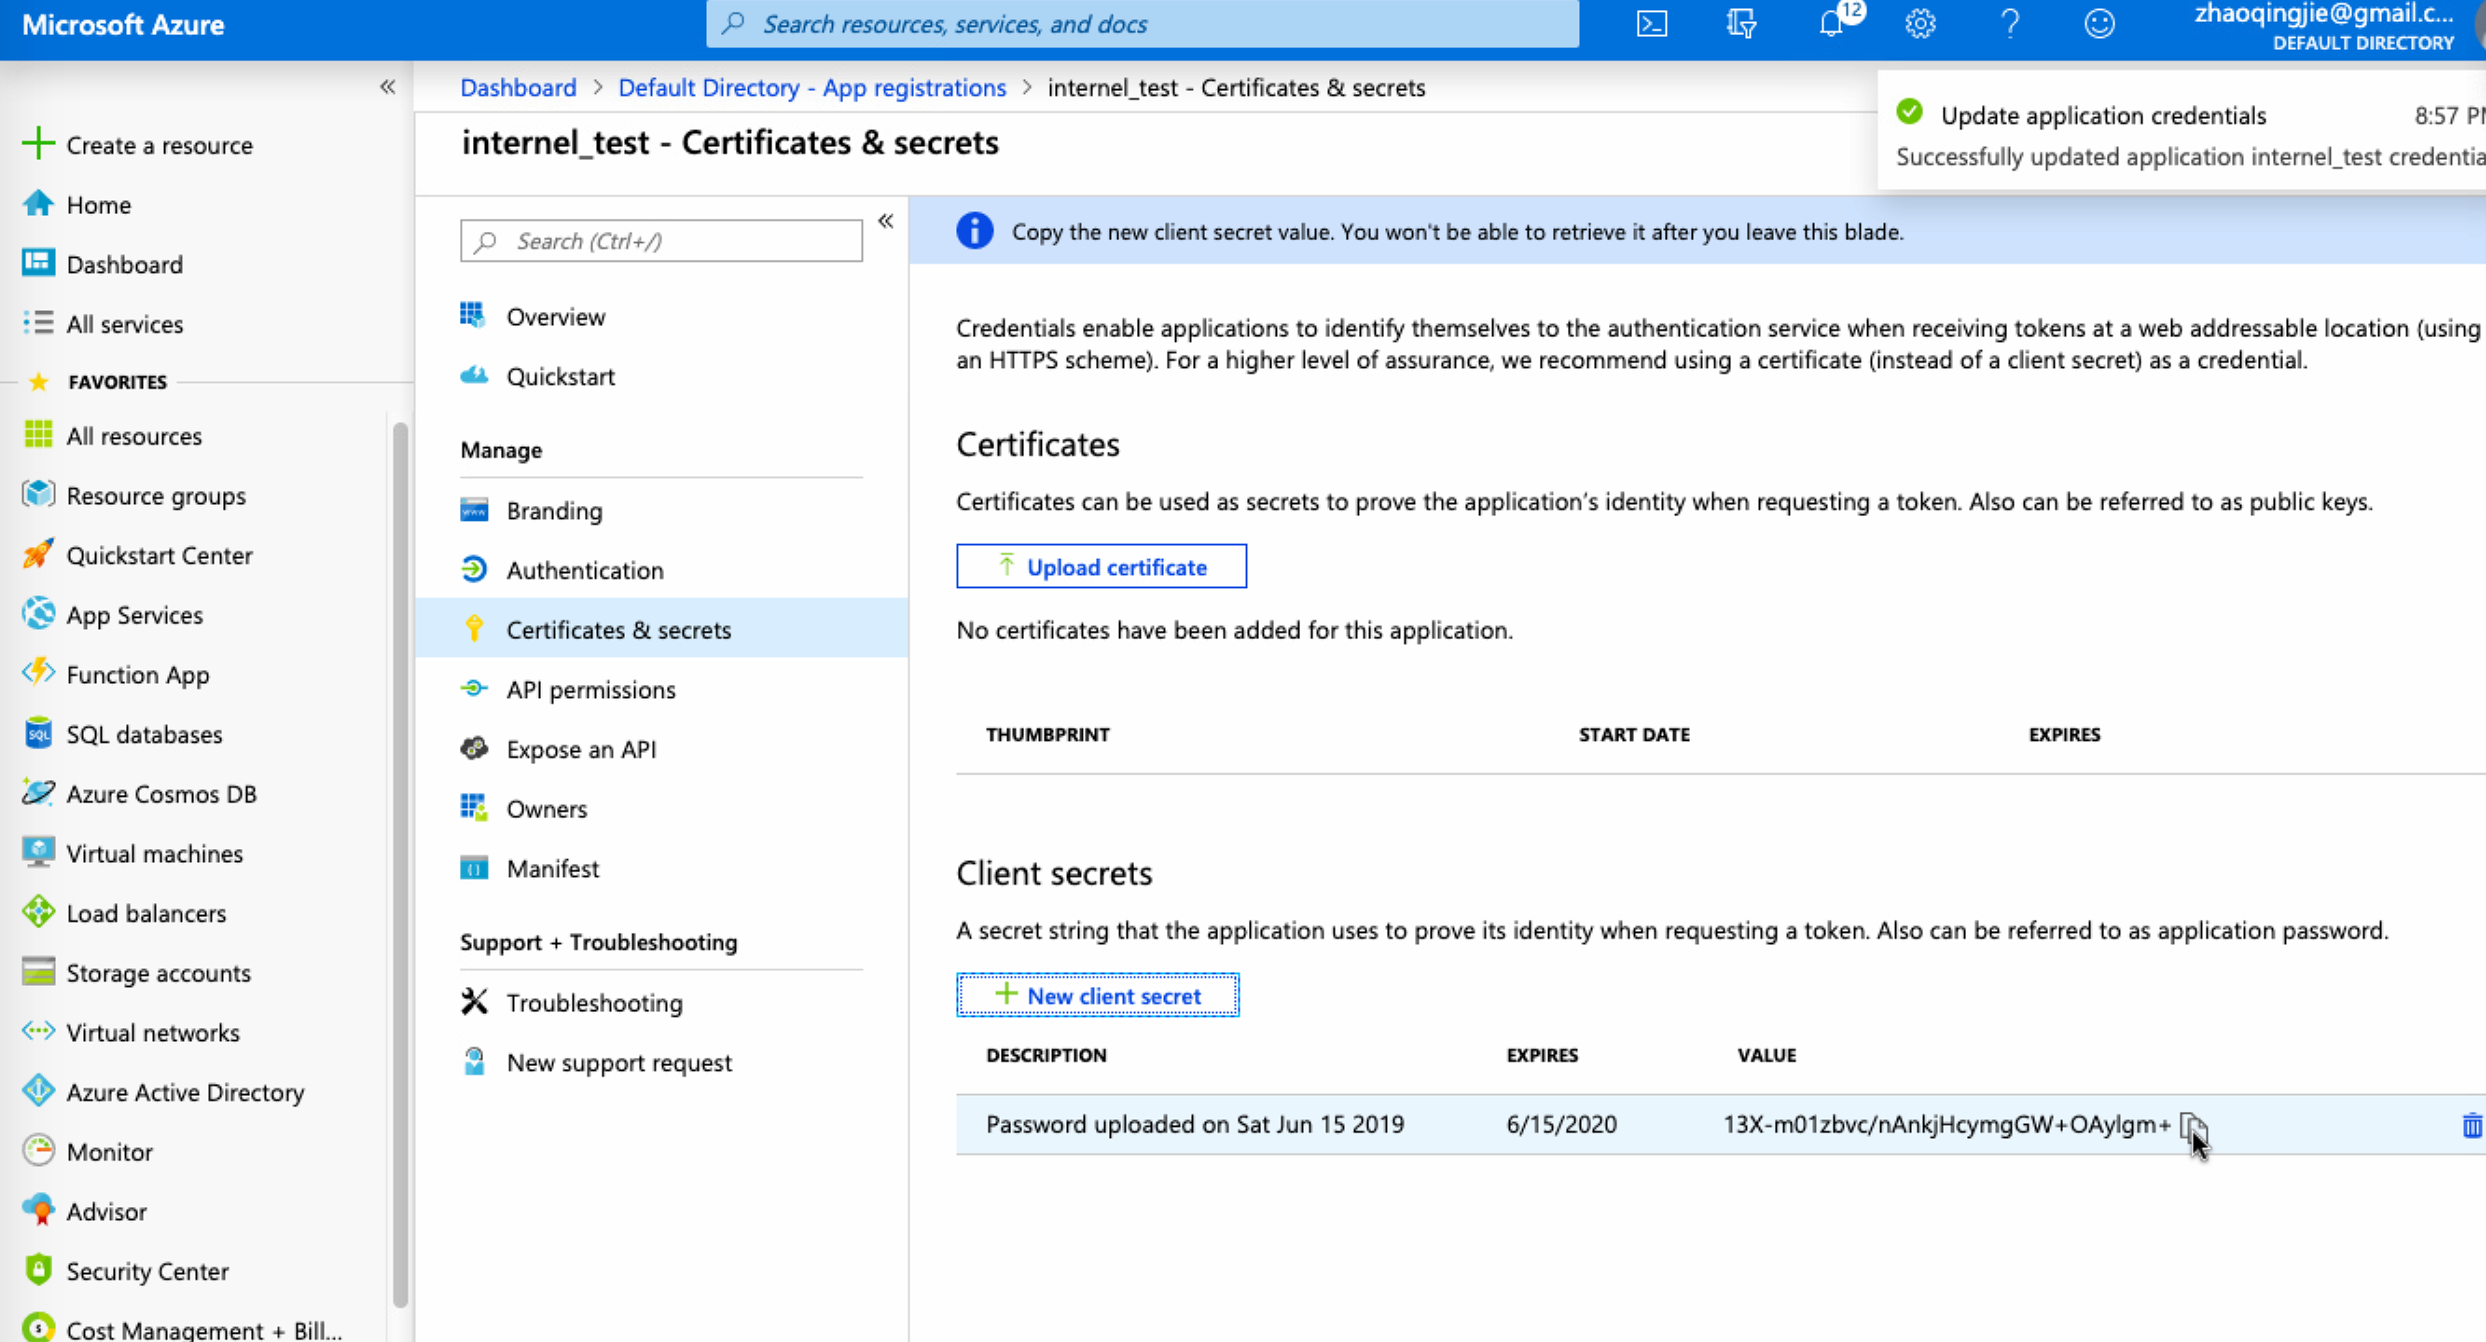 Microsoft Azure
Search resources, services, and docs
12
zhaoqingjie@gmail.c...
DEFAULT DIRECTORY
Dashboard > Default Directory - App registrations > internel_test - Certificates & secrets
internel_test - Certificates & secrets
Update application credentials
8:57 PM
Successfully updated application internel_test credentia
Create a resource
Home
Dashboard
All services
FAVORITES
All resources
Resource groups
Quickstart Center
App Services
Function App
SQL databases
Azure Cosmos DB
Virtual machines
Load balancers
Storage accounts
Virtual networks
Azure Active Directory
Monitor
Advisor
Security Center
Cost Management + Bill...
Search (Ctrl+/)
Overview
Quickstart
Manage
Branding
Authentication
Certificates & secrets
API permissions
Expose an API
Owners
Manifest
Support + Troubleshooting
Troubleshooting
New support request
Copy the new client secret value. You won't be able to retrieve it after you leave this blade.
Credentials enable applications to identify themselves to the authentication service when receiving tokens at a web addressable location (using
an HTTPS scheme). For a higher level of assurance, we recommend using a certificate (instead of a client secret) as a credential.
Certificates
Certificates can be used as secrets to prove the application's identity when requesting a token. Also can be referred to as public keys.
Upload certificate
No certificates have been added for this application.
THUMBPRINT
START DATE
EXPIRES
Client secrets
A secret string that the application uses to prove its identity when requesting a token. Also can be referred to as application password.
New client secret
DESCRIPTION
EXPIRES
VALUE
Password uploaded on Sat Jun 15 2019
6/15/2020
13X-m01zbvc/nAnkjHcymgGW+OAylgm+